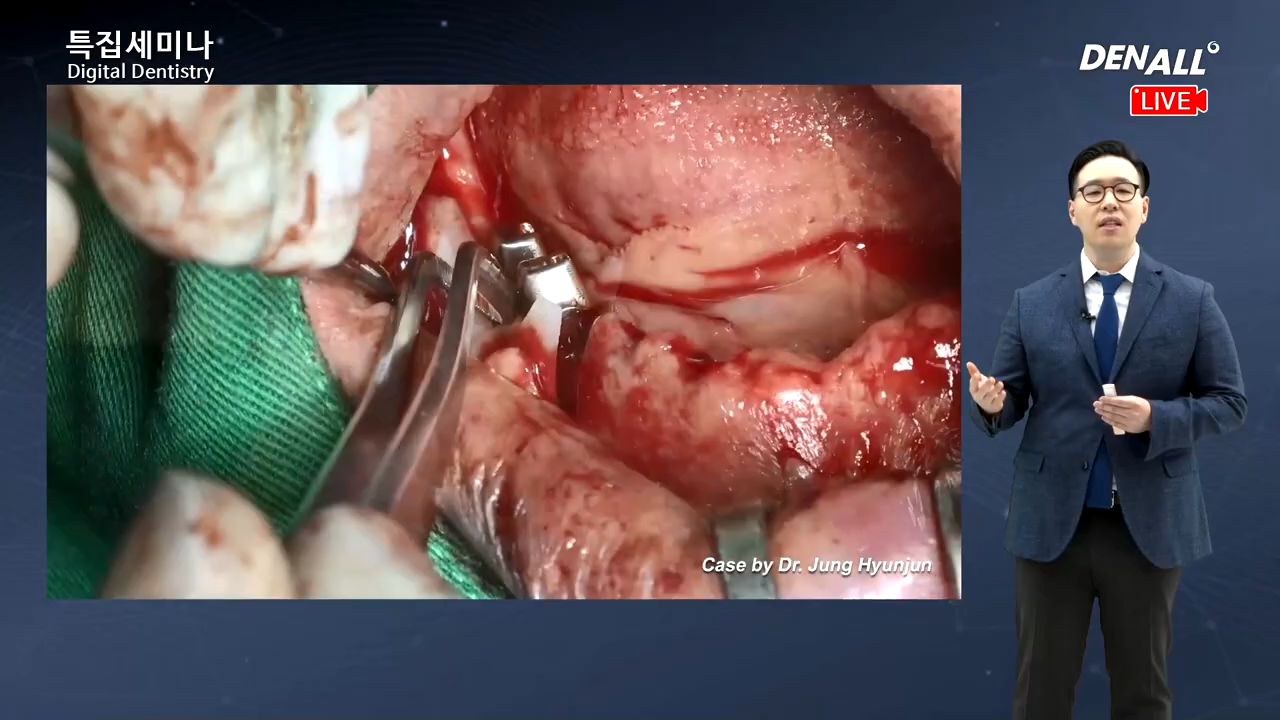 특집세미나
Digital Dentistry
DENALL
LIVE
Case by Dr. Jung Hyunjun